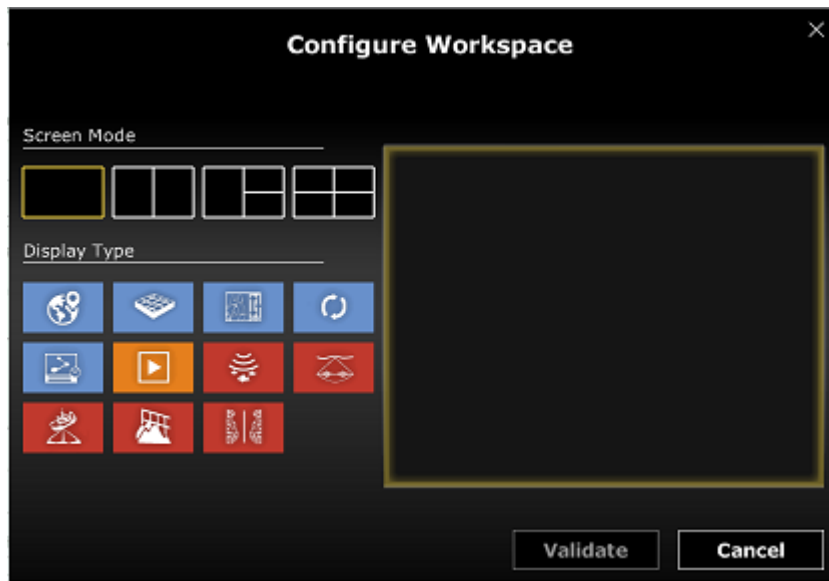 Configure Workspace
Screen Mode
Display Type
Validate
Cancel